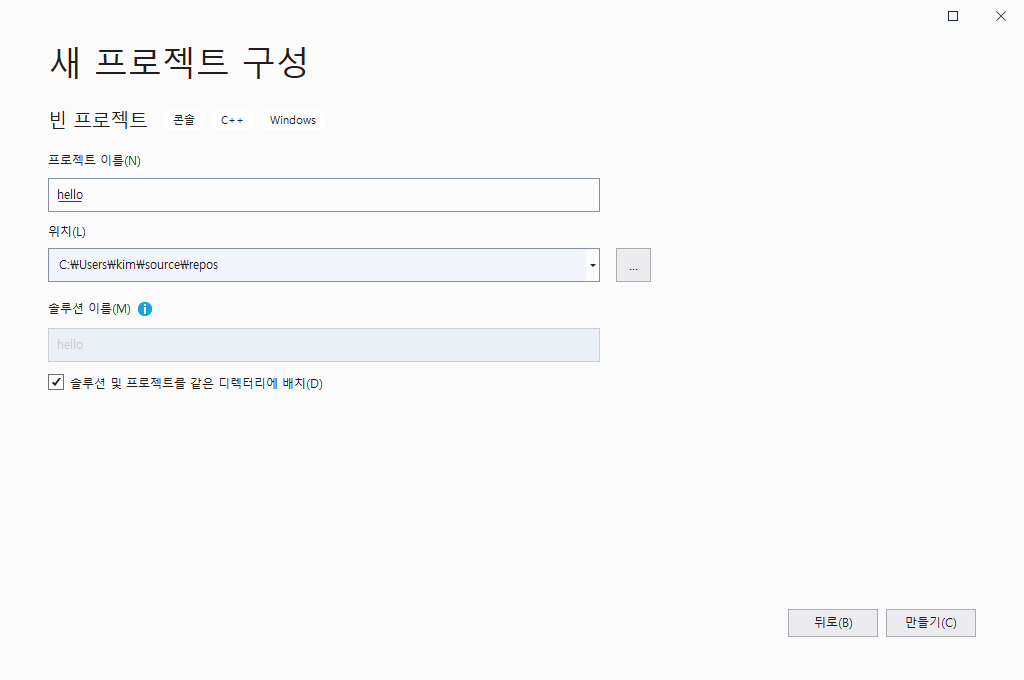 새 프로젝트 구성
빈 프로젝트 콘솔 C++ Windows
프로젝트 이름(N)
hello
위치(L)
C:₩Users₩kim₩source₩repos
...
솔루션 이름(M)
hello
솔루션 및 프로젝트를 같은 디렉터리에 배치(D)
뒤로(B) 만들기(C)